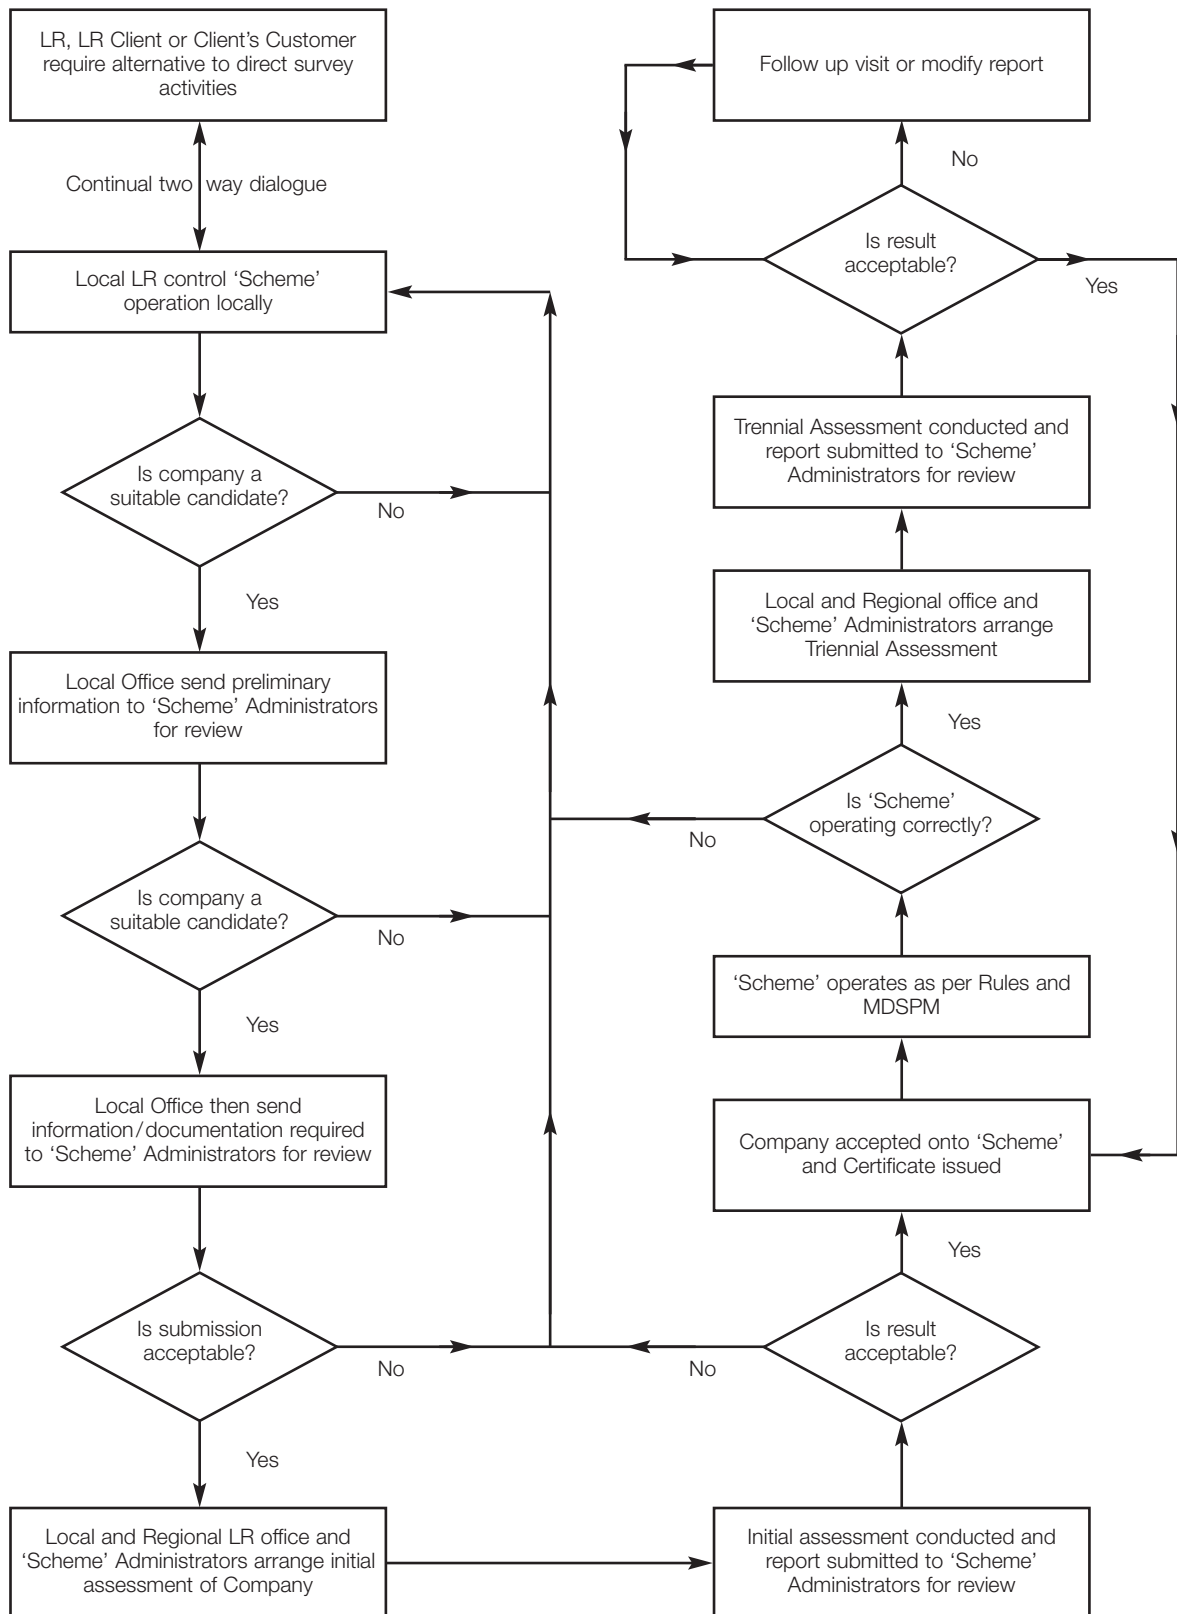 LR, LR Client or Client's Customer
require alternative to direct survey
activities
Continual two way dialogue
Local LR control ‘Scheme’
operation locally
Is company a
suitable candidate?
No
Yes
Local Office send preliminary
information to ‘Scheme’ Administrators
for review
Is company a
suitable candidate?
No
Yes
Local Office then send
information/documentation required
to ‘Scheme’ Administrators for review
Is submission
acceptable?
No
Yes
Local and Regional LR office and
‘Scheme’ Administrators arrange initial
assessment of Company
Follow up visit or modify report
No
Is result
acceptable?
Yes
Trennial Assessment conducted and
report submitted to ‘Scheme’
Administrators for review
Local and Regional office and
‘Scheme’ Administrators arrange
Triennial Assessment
Yes
Is ‘Scheme’
operating correctly?
No
‘Scheme’ operates as per Rules and
MDSPM
Company accepted onto ‘Scheme’
and Certificate issued
Yes
Is result
acceptable?
No
Initial assessment conducted and
report submitted to ‘Scheme’
Administrators for review